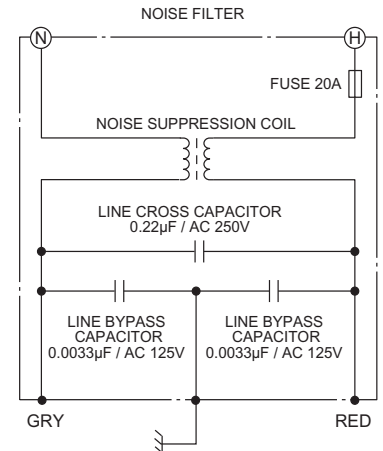 NOISE FILTER
N
H
FUSE 20A
NOISE SUPPRESSION COIL
LINE CROSS CAPACITOR
0.22µF / AC 250V
LINE BYPASS
CAPACITOR
0.0033µF / AC 125V
LINE BYPASS
CAPACITOR
0.0033µF / AC 125V
GRY
RED